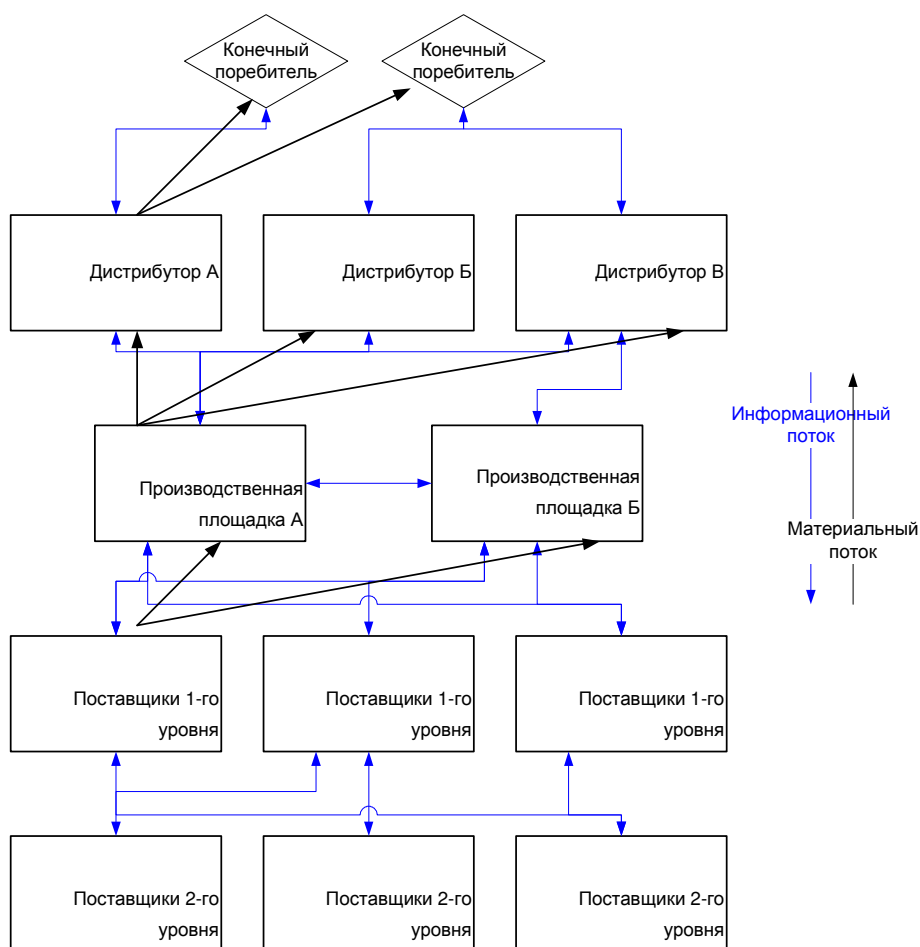 Конечный
поребитель
Конечный
поребитель
Дистрибутор А
Дистрибутор Б
Дистрибутор В
Информационный
поток
Производственная
площадка А
Производственная
площадка Б
Материальный
поток
Поставщики 1-го
уровня
Поставщики 1-го
уровня
Поставщики 1-го
уровня
Поставщики 2-го
уровня
Поставщики 2-го
уровня
Поставщики 2-го
уровня